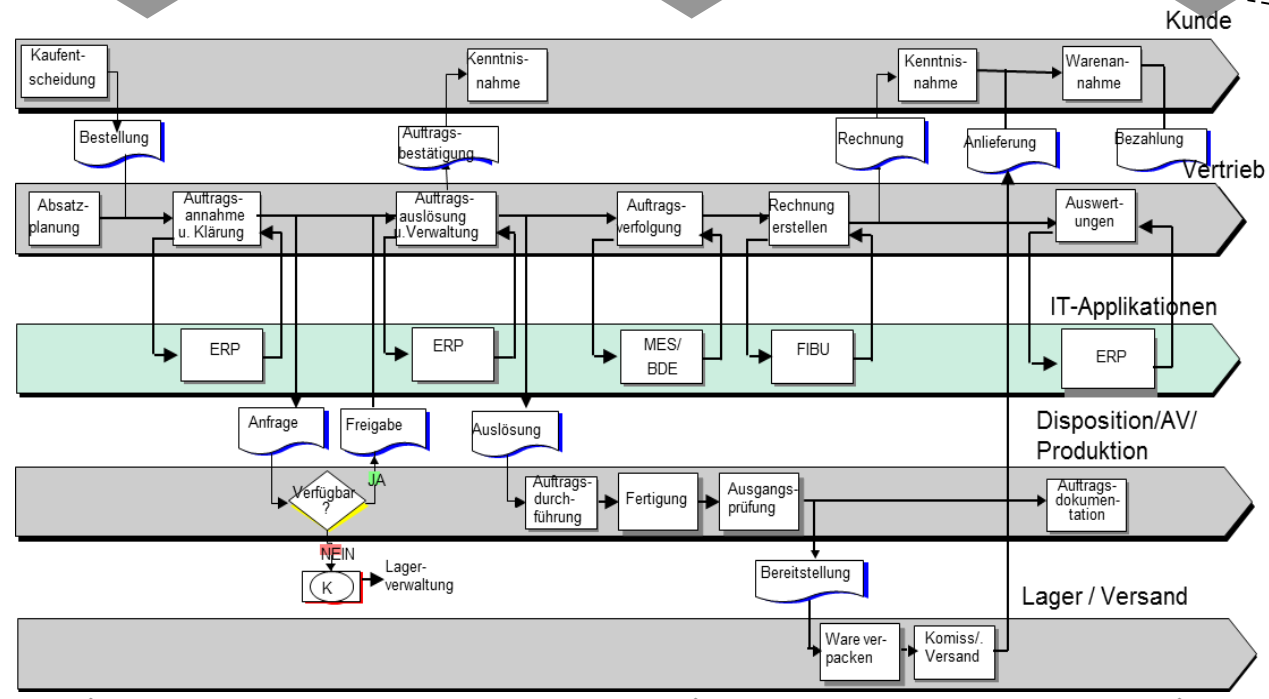 Kunde
Kaufent-
scheidung
Kenntnis-
nahme
Kenntnis-
nahme
Warenan-
nahme
Bestellung
Auftrags-
bestätigung
Rechnung
Anlieferung
Bezahlung
Vertrieb
Absatz-
planung
Auftrags-
annahme
u. Klärung
Auftrags-
auslösung
u.Verwaltung
Auftrags-
verfolgung
Rechnung
erstellen
Auswert-
ungen
IT-Applikationen
ERP
ERP
MES/
BDE
FIBU
ERP
Disposition/AV/
Produktion
Anfrage
Freigabe
Auslösung
JA
Verfügbar
?
Auftrags-
durch-
führung
Fertigung
Ausgangs-
prüfung
Auftrags-
dokumen-
tation
NEIN
K
Lager-
verwaltung
Bereitstellung
Lager / Versand
Ware ver-
packen
Komiss/.
Versand